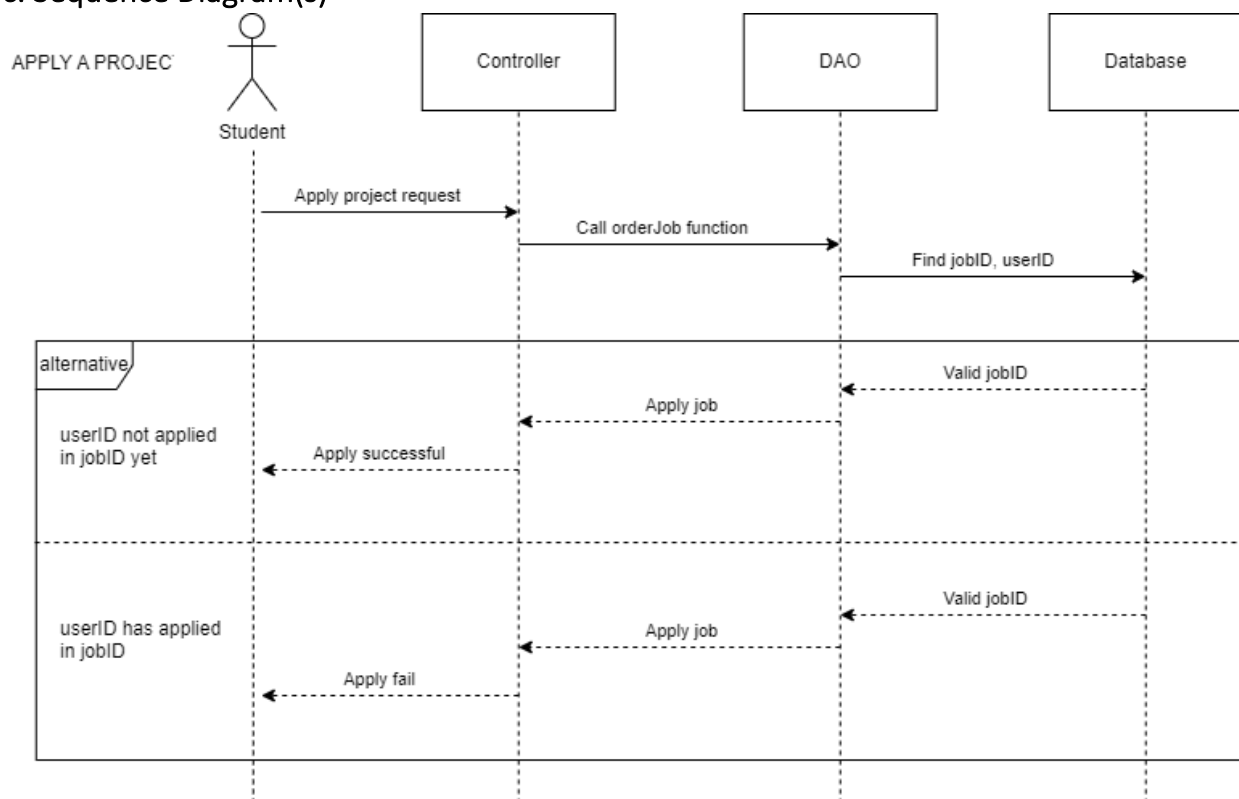 c. Sequence Diagram(s)
APPLY A PROJEC
Controller
DAO
Database
Student
Apply project request
Call orderJob function
Find jobID, userID
alternative
Valid jobID
Apply job
userID not applied
in jobID yet
Apply successful
Valid jobID
userID has applied
in jobID
Apply job
Apply fail